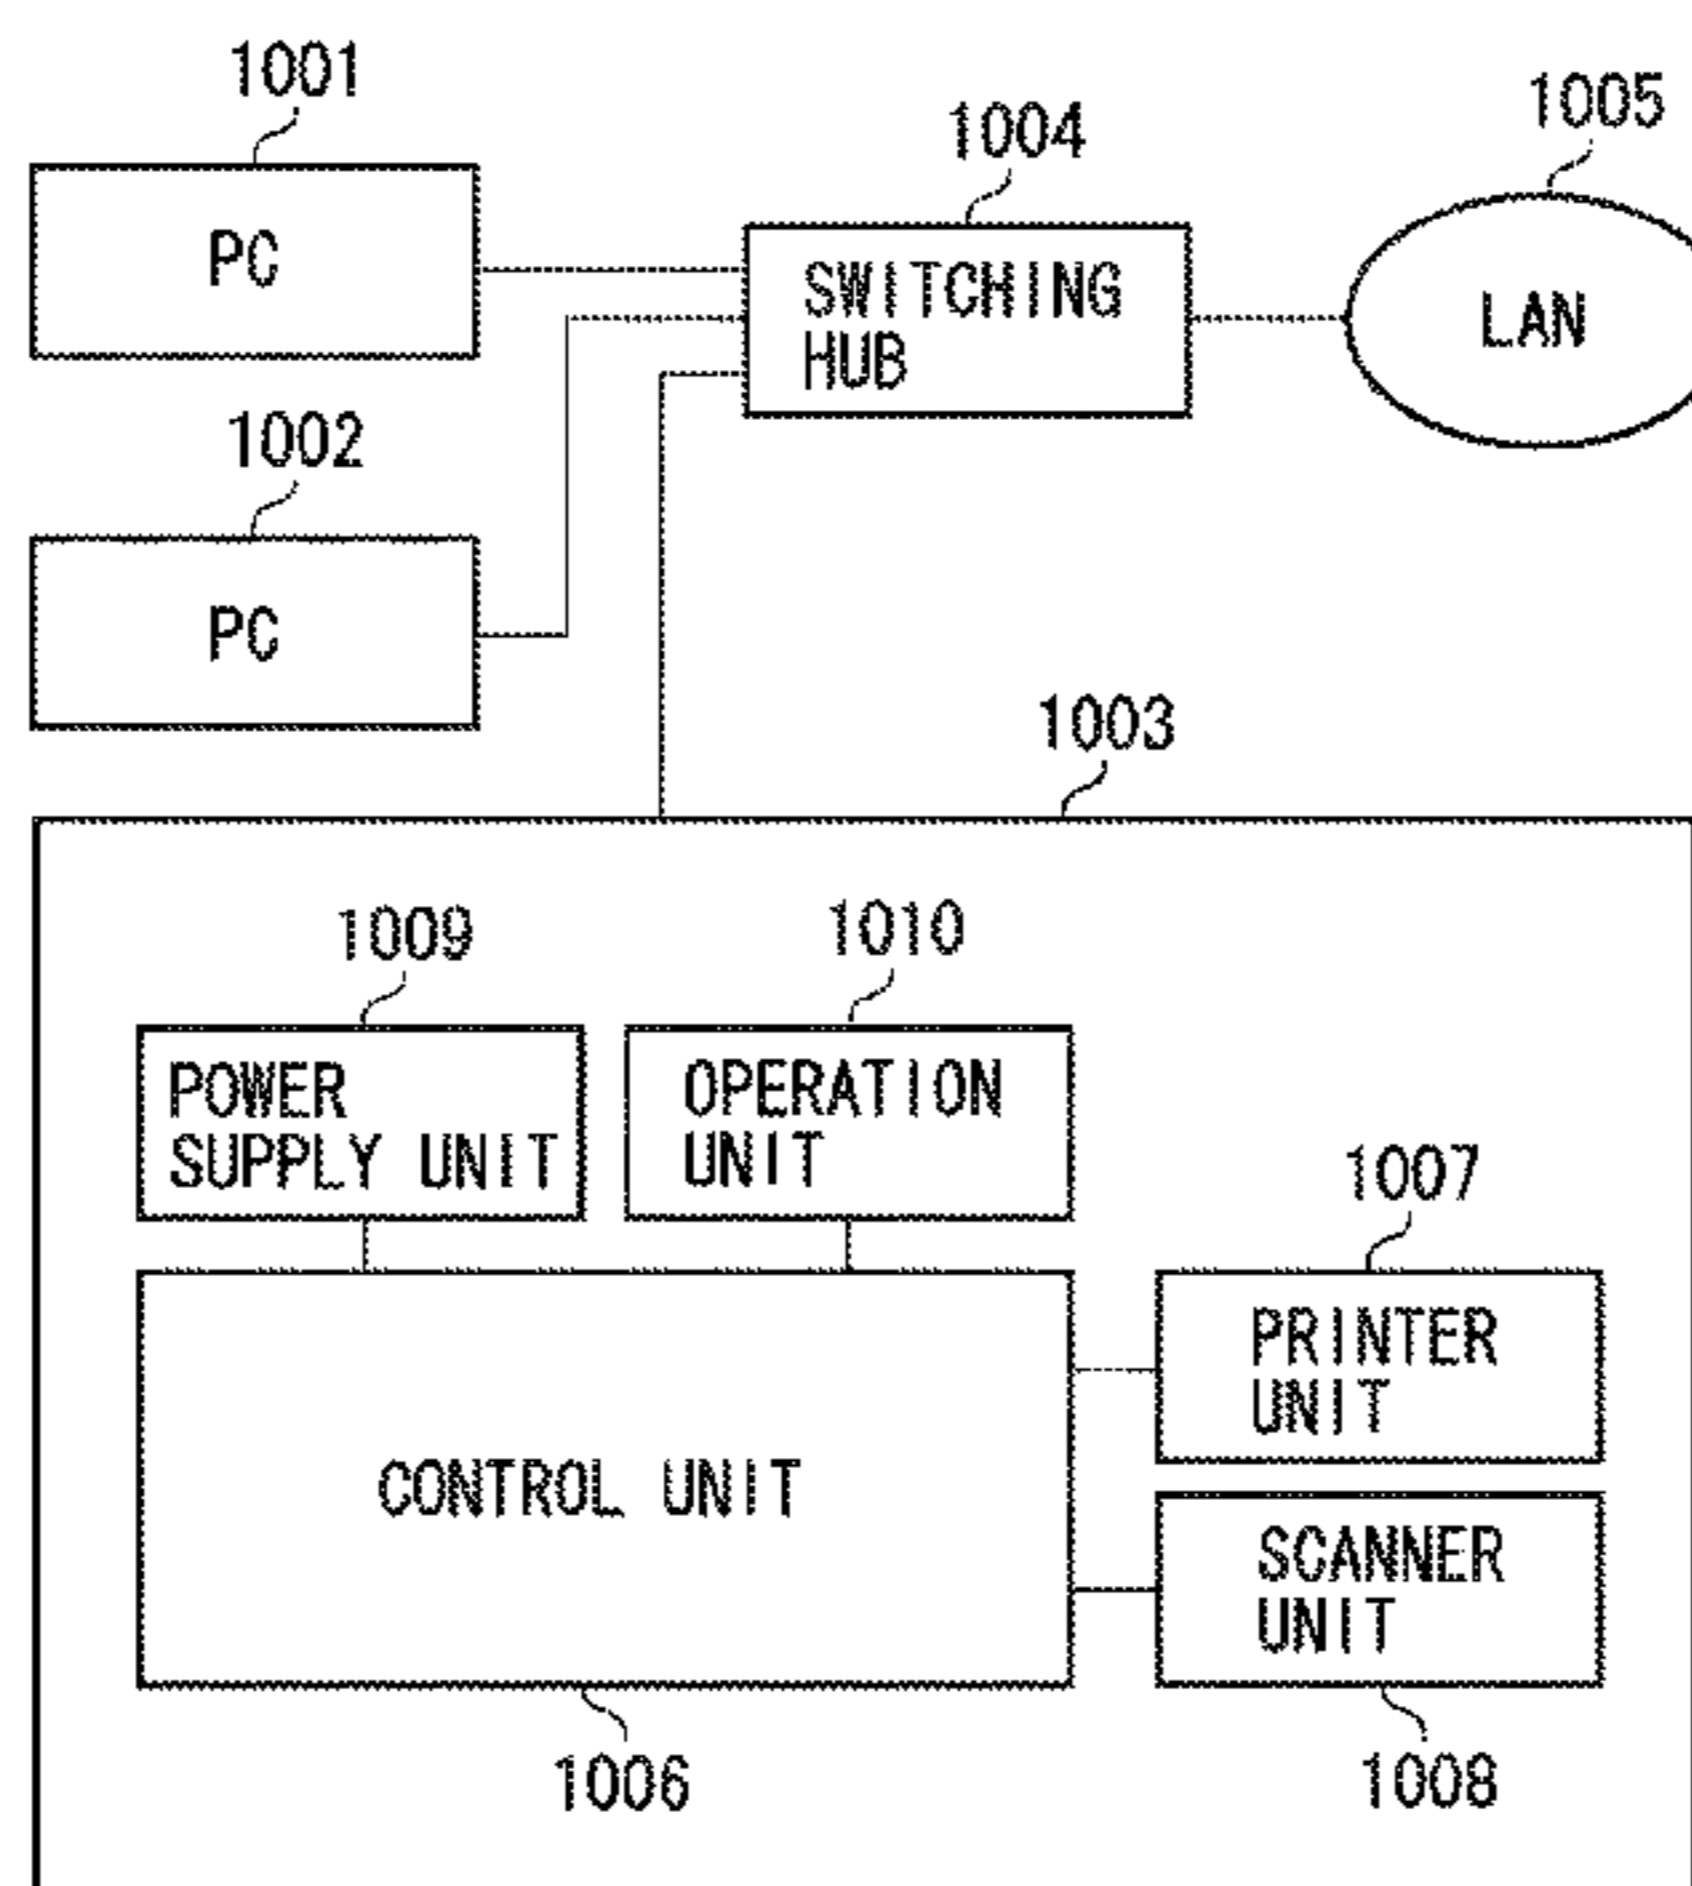 1001
PC
1004
SWITCHING
HUB
1005
LAN
1002
PC
1003
1009
POWER
SUPPLY UNIT
1010
OPERATION
UNIT
1007
PRINTER
UNIT
CONTROL UNIT
SCANNER
UNIT
1006
1008